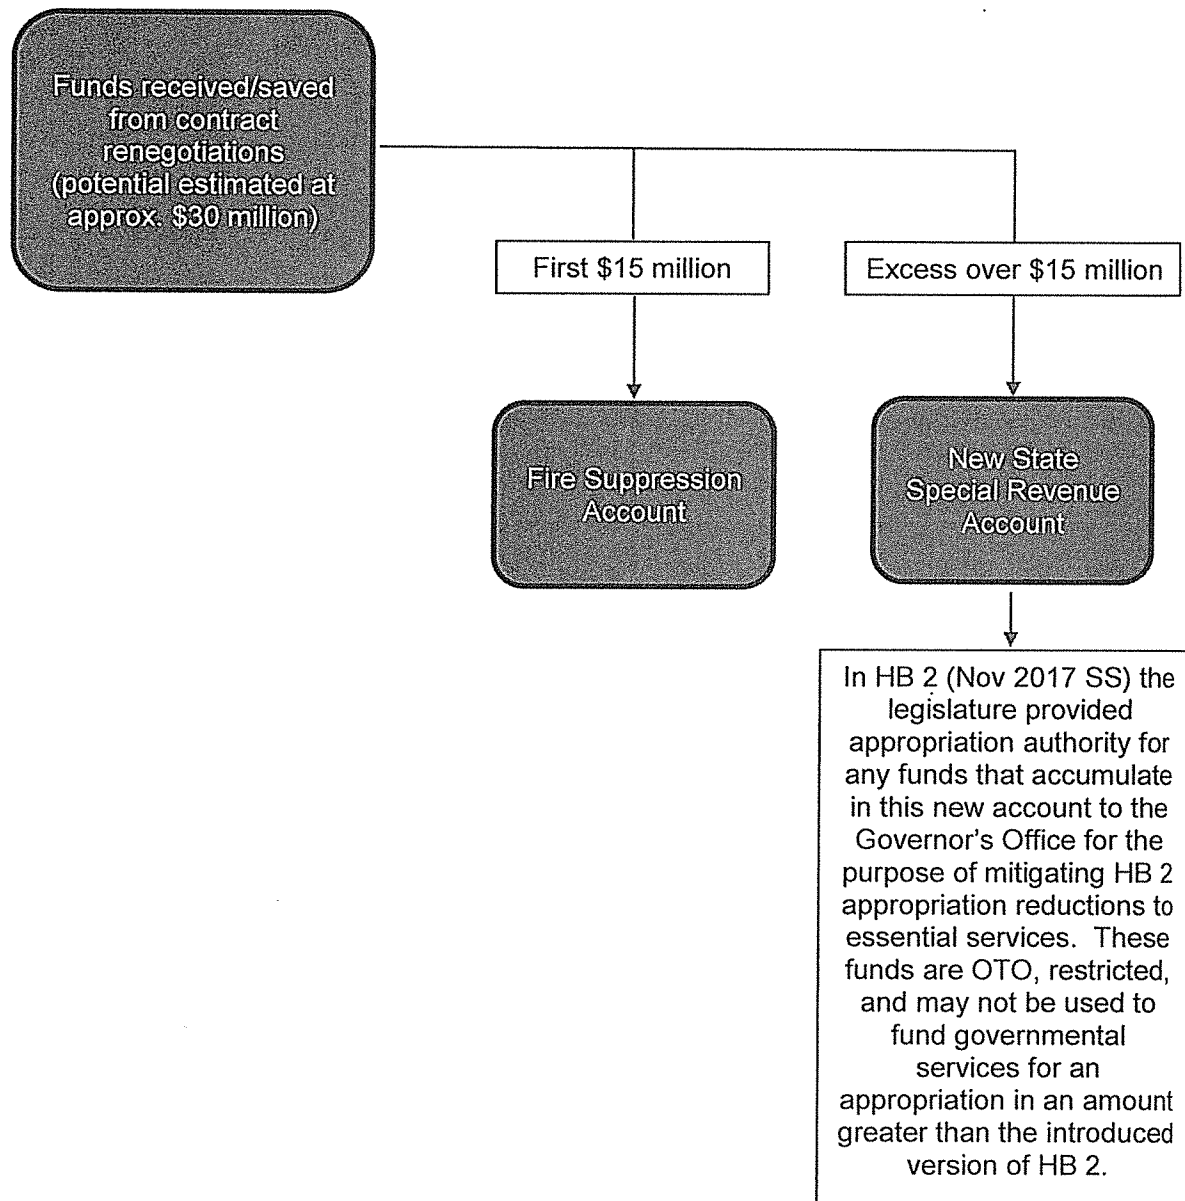 Funds received/saved
from contract
renegotiations
(potential estimated at
approx. $30 million)
First $15 million
Excess over $15 million
Fire Suppression
Account
New State
Special Revenue
Account
In HB 2 (Nov 2017 SS) the
legislature provided
appropriation authority for
any funds that accumulate
in this new account to the
Governor's Office for the
purpose of mitigating HB 2
appropriation reductions to
essential services.  These
funds are OTO, restricted,
and may not be used to
fund governmental
services for an
appropriation in an amount
greater than the introduced
version of HB 2.